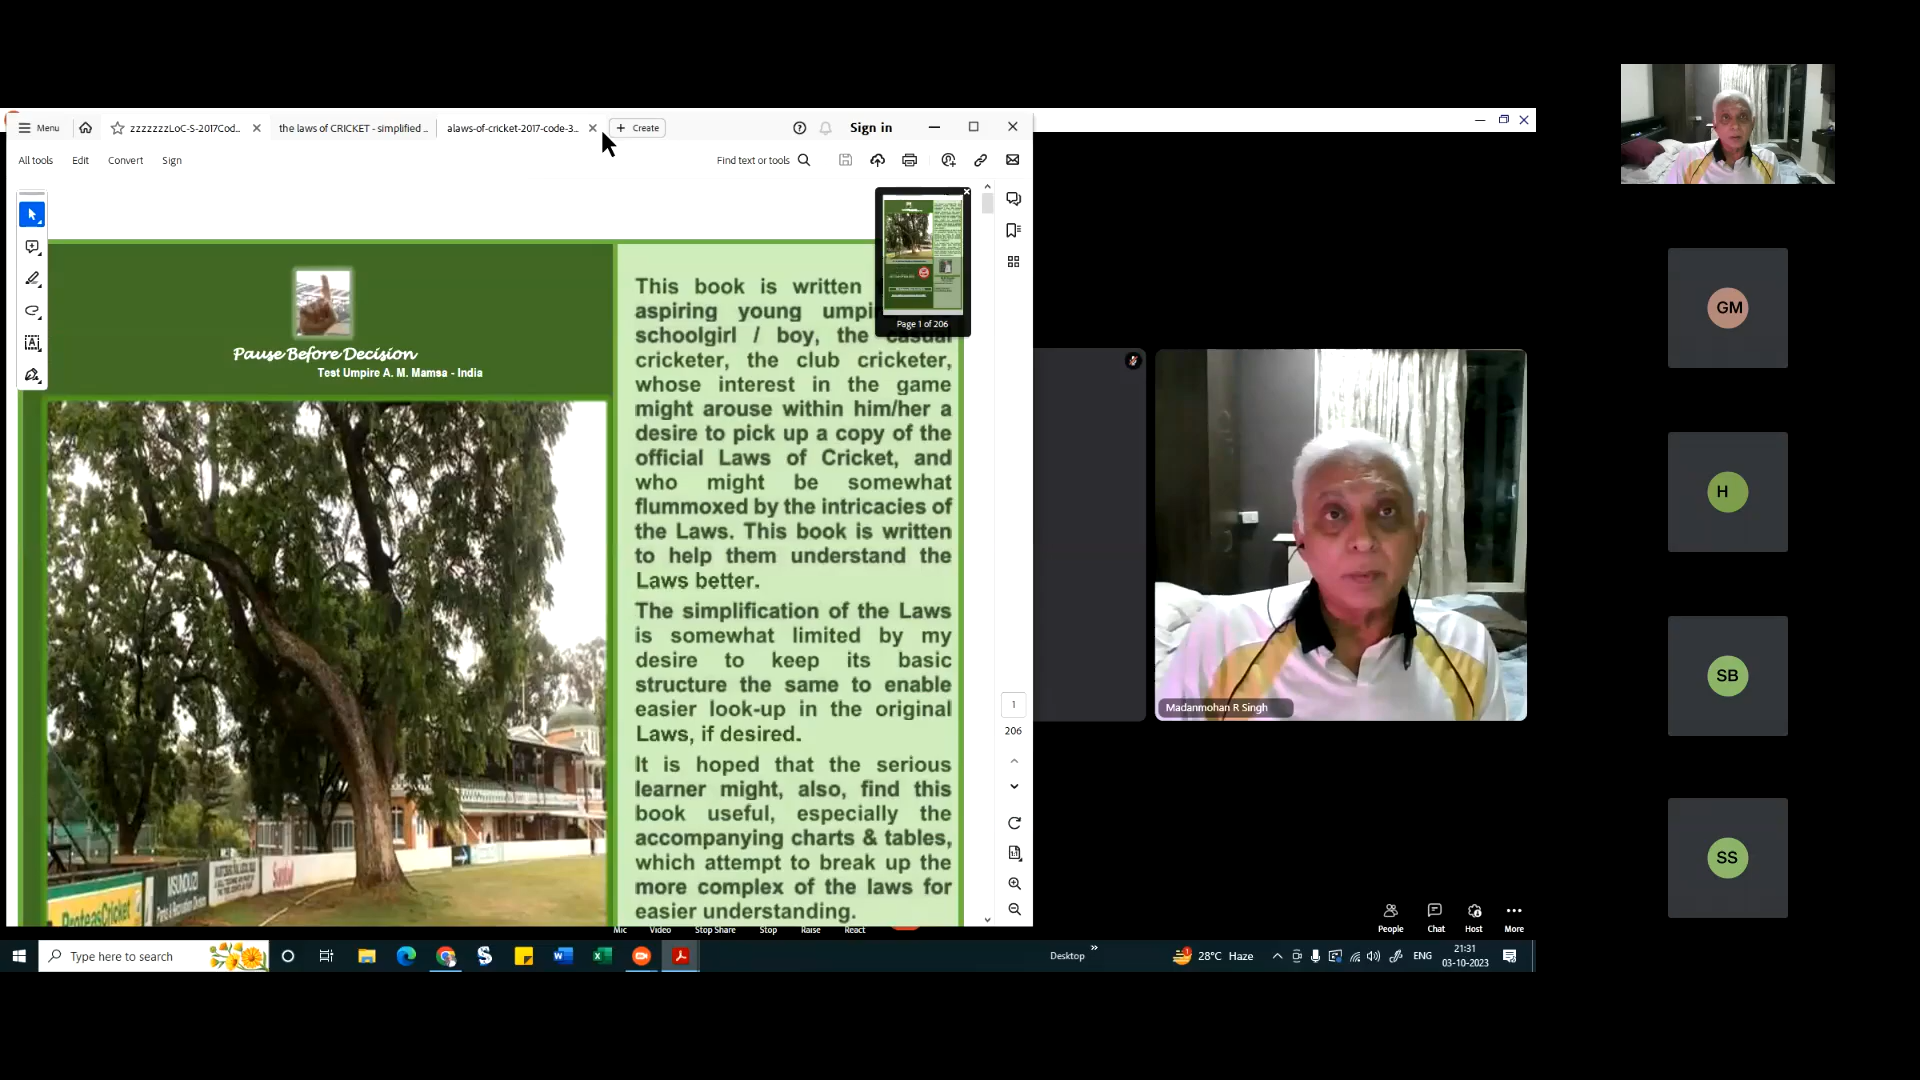 Menu
zzzzzzzLoC-S-2017Cod...
the laws of CRICKET - simplified ...
alaws-of-cricket-2017-code-3...
Create
Sign in
All tools
Edit
Convert
Sign
Find text or tools
Pause Before Decision
Test Umpire A. M. Mamsa - India
This book is written
aspiring young
schoolgirl / boy, the casual
cricketer, the club cricketer,
whose interest in the game
might arouse within him/her a
desire to pick up a copy of the
official Laws of Cricket, and
who might be somewhat
flummoxed by the intricacies of
the Laws. This book is written
to help them understand the
Laws better.
The simplification of the Laws
is somewhat limited by my
desire to keep its basic
structure the same to enable
easier look-up in the original
Laws, if desired.
It is hoped that the serious
learner might, also, find this
book useful, especially the
accompanying charts & tables,
which attempt to break up the
more complex of the laws for
easier understanding.
Page 1 of 206
1
206
MSUNDUZI
ProteasCricket
Madanmohan R Singh
GM
H
SB
SS
Mic
Video
Stop Share
Stop
Raise
React
People
Chat
Host
More
Type here to search
Desktop
28°C Haze
ENG
21:31
03-10-2023